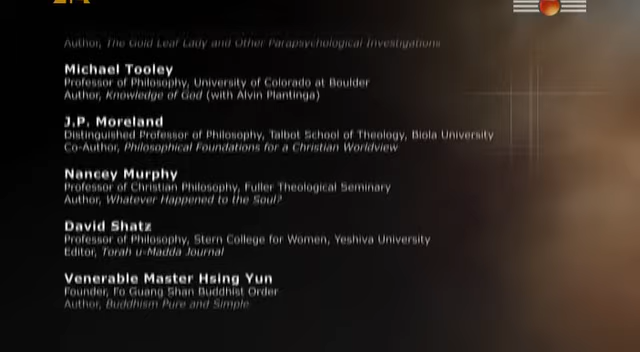 Author, The Gold Leaf Lady and Other Parapsychological Investigations
Michael Tooley
Professor of Philosophy, University of Colorado at Boulder
Author, Knowledge of God (with Alvin Plantinga)
J.P. Moreland
Distinguished Professor of Philosophy, Talbot School of Theology, Biola University
Co-Author, Philosophical Foundations for a Christian Worldview
Nancey Murphy
Professor of Christian Philosophy, Fuller Theological Seminary
Author, Whatever Happened to the Soul?
David Shatz
Professor of Philosophy, Stern College for Women, Yeshiva University
Editor, Torah u-Madda Journal
Venerable Master Hsing Yun
Founder, Fo Guang Shan Buddhist Order
Author, Buddhism Pure and Simple